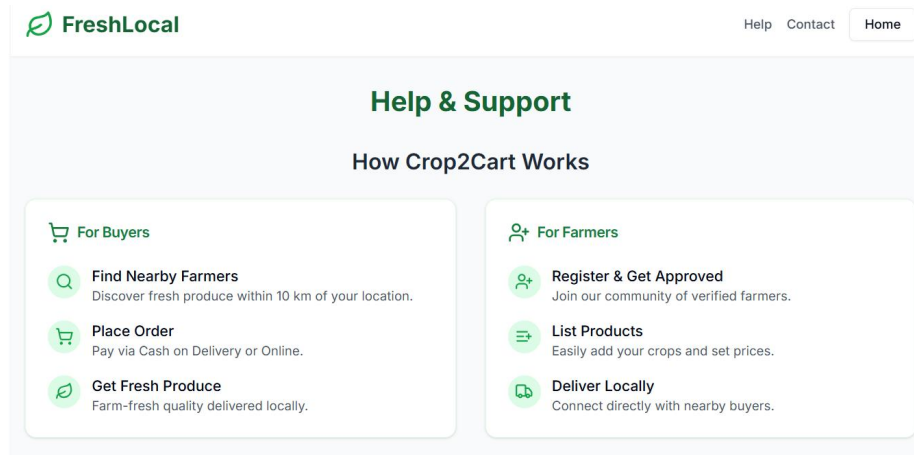 FreshLocal
Help Contact Home
Help & Support
How Crop2Cart Works
For Buyers
Find Nearby Farmers
Discover fresh produce within 10 km of your location.
Place Order
Pay via Cash on Delivery or Online.
Get Fresh Produce
Farm-fresh quality delivered locally.
For Farmers
Register & Get Approved
Join our community of verified farmers.
List Products
Easily add your crops and set prices.
Deliver Locally
Connect directly with nearby buyers.